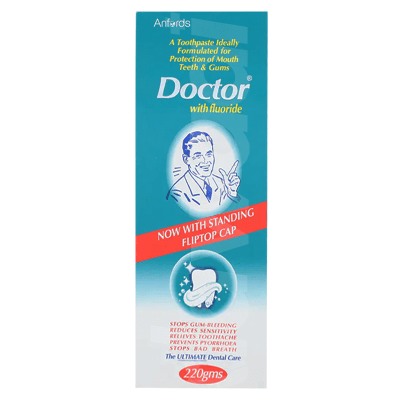 Anfords
A Toothpaste Ideally
Formulated for
Protection of Mouth
Teeth & Gums
Doctor®
with fluoride
NOW WITH STANDING
FLIPTOP CAP
STOPS GUM-BLEEDING
REDUCES SENSITIVITY
RELIEVES TOOTHACHE
PREVENTS PYORRHOEA
STOPS BAD BREATH
The ULTIMATE Dental Care
220gms